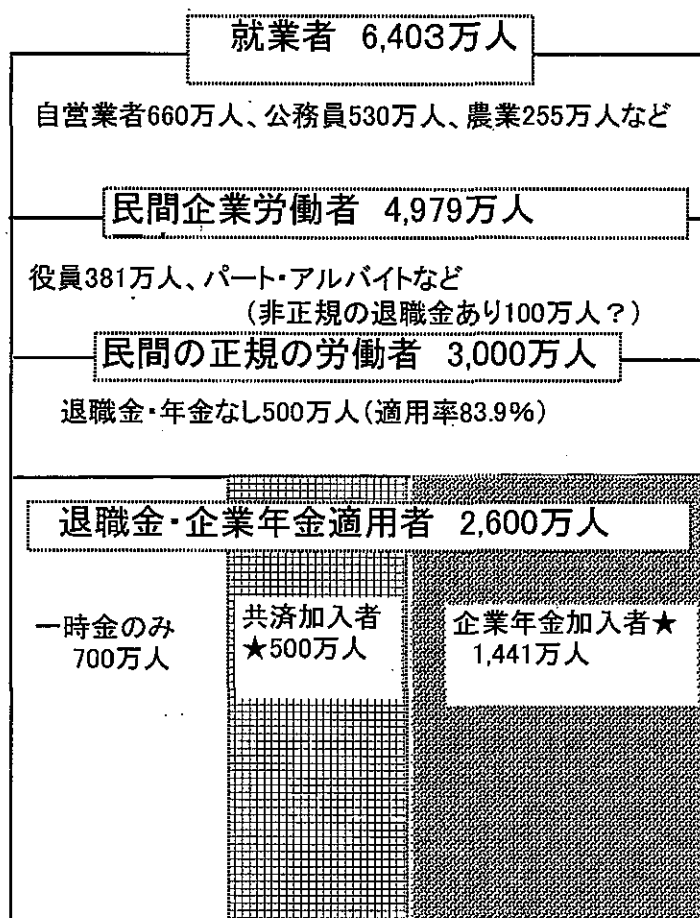 就業者 6,403万人
自営業者660万人、公務員530万人、農業255万人など
民間企業労働者 4,979万人
役員381万人、パート・アルバイトなど
(非正規の退職金あり100万人？)
民間の正規の労働者 3,000万人
退職金・年金なし500万人(適用率83.9%)
退職金・企業年金適用者 2,600万人
一時金のみ
700万人
共済加入者
★500万人
企業年金加入者★
1,441万人